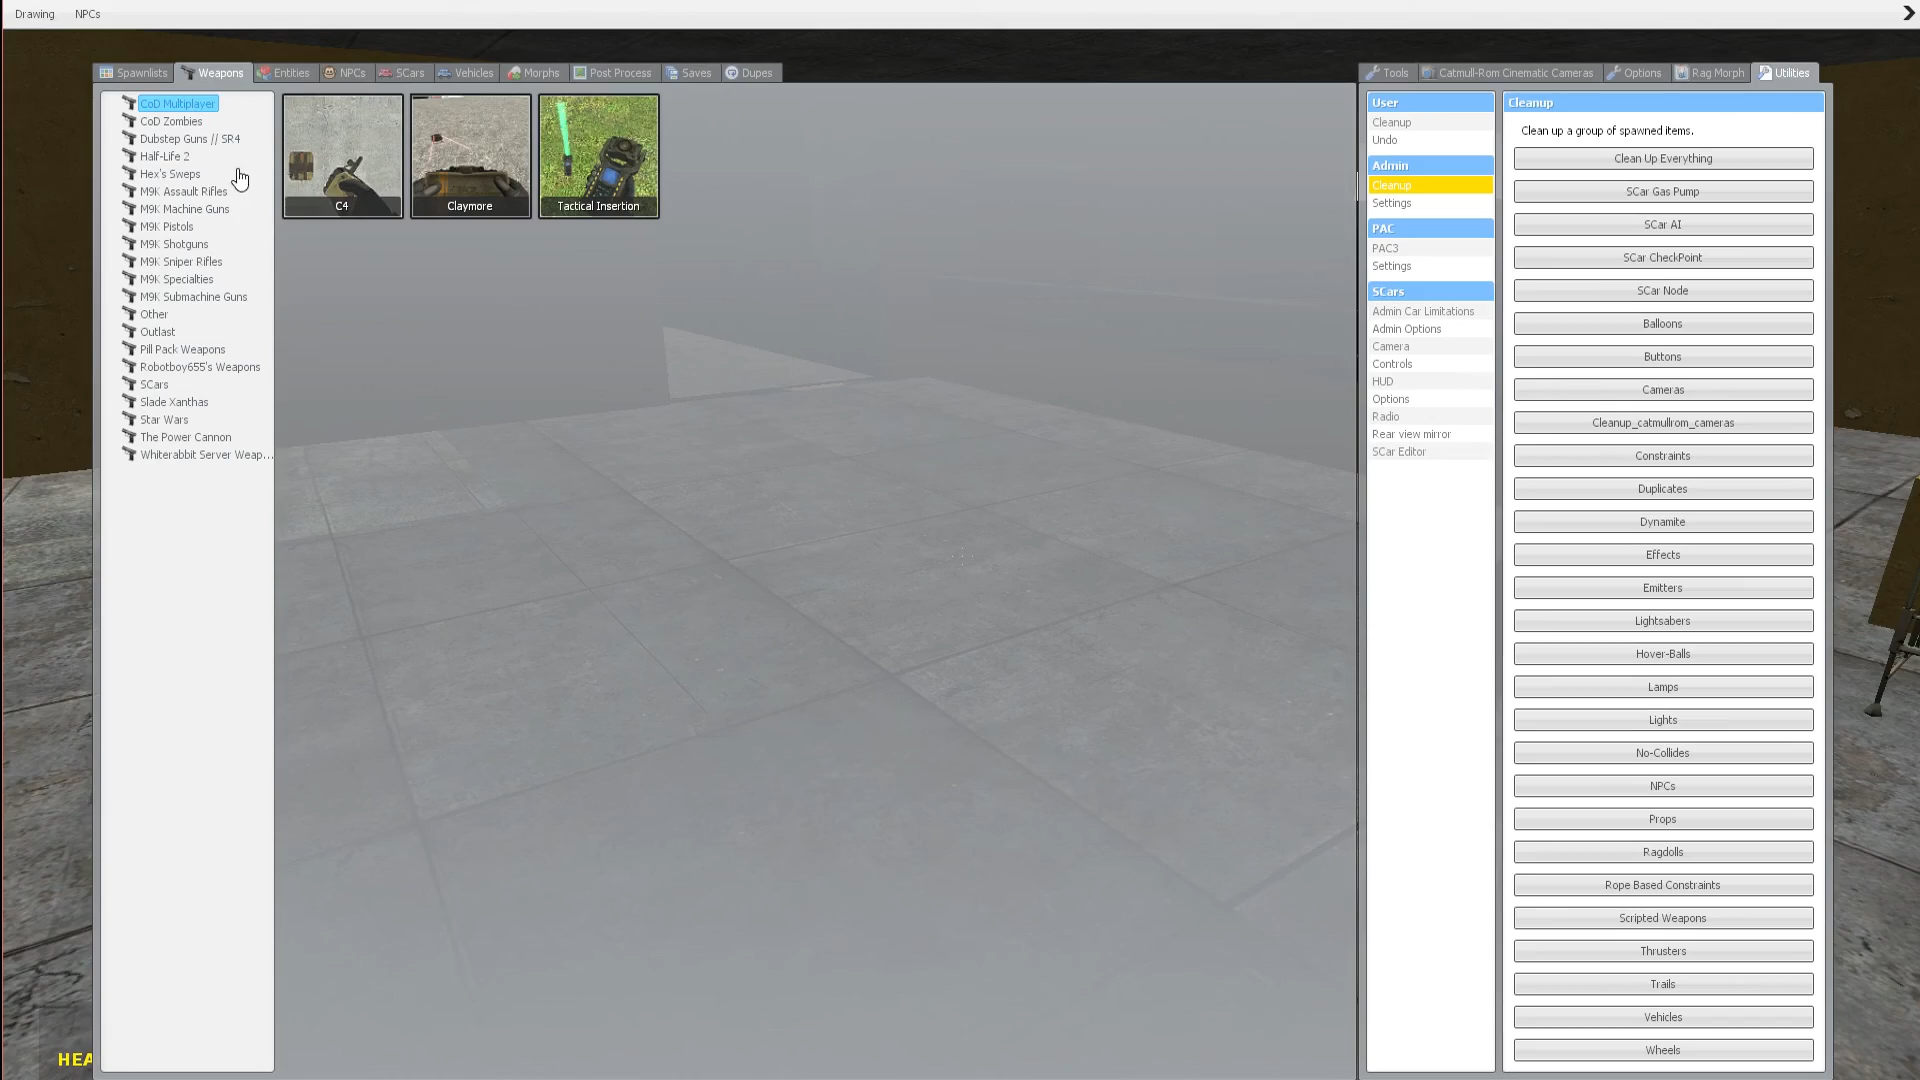 Drawing NPCs
Spawnlists Weapons Entities NPCs SCars Vehicles Morphs Post Process Saves Dupes
Tools Catmull-Rom Cinematic Cameras Options Rag Morph Utilities
CoD Multiplayer
CoD Zombies
Dubstep Guns // SR4
Half-Life 2
Hex's Sweps
M9K Assault Rifles
M9K Machine Guns
M9K Pistols
M9K Shotguns
M9K Sniper Rifles
M9K Specialties
M9K Submachine Guns
Other
Outlast
Pill Pack Weapons
Robotboy655's Weapons
SCars
Slade Xanthas
Star Wars
The Power Cannon
Whiterabbit Server Weap...
C4
Claymore
Tactical Insertion
User
Cleanup
Undo
Admin
Cleanup
Settings
PAC
PAC3
Settings
SCars
Admin Car Limitations
Admin Options
Camera
Controls
HUD
Options
Radio
Rear view mirror
SCar Editor
Cleanup
Clean up a group of spawned items.
Clean Up Everything
SCar Gas Pump
SCar AI
SCar CheckPoint
SCar Node
Balloons
Buttons
Cameras
Cleanup_catmullrom_cameras
Constraints
Duplicates
Dynamite
Effects
Emitters
Lightsabers
Hover-Balls
Lamps
Lights
No-Collides
NPCs
Props
Ragdolls
Rope Based Constraints
Scripted Weapons
Thrusters
Trails
Vehicles
Wheels
HEA